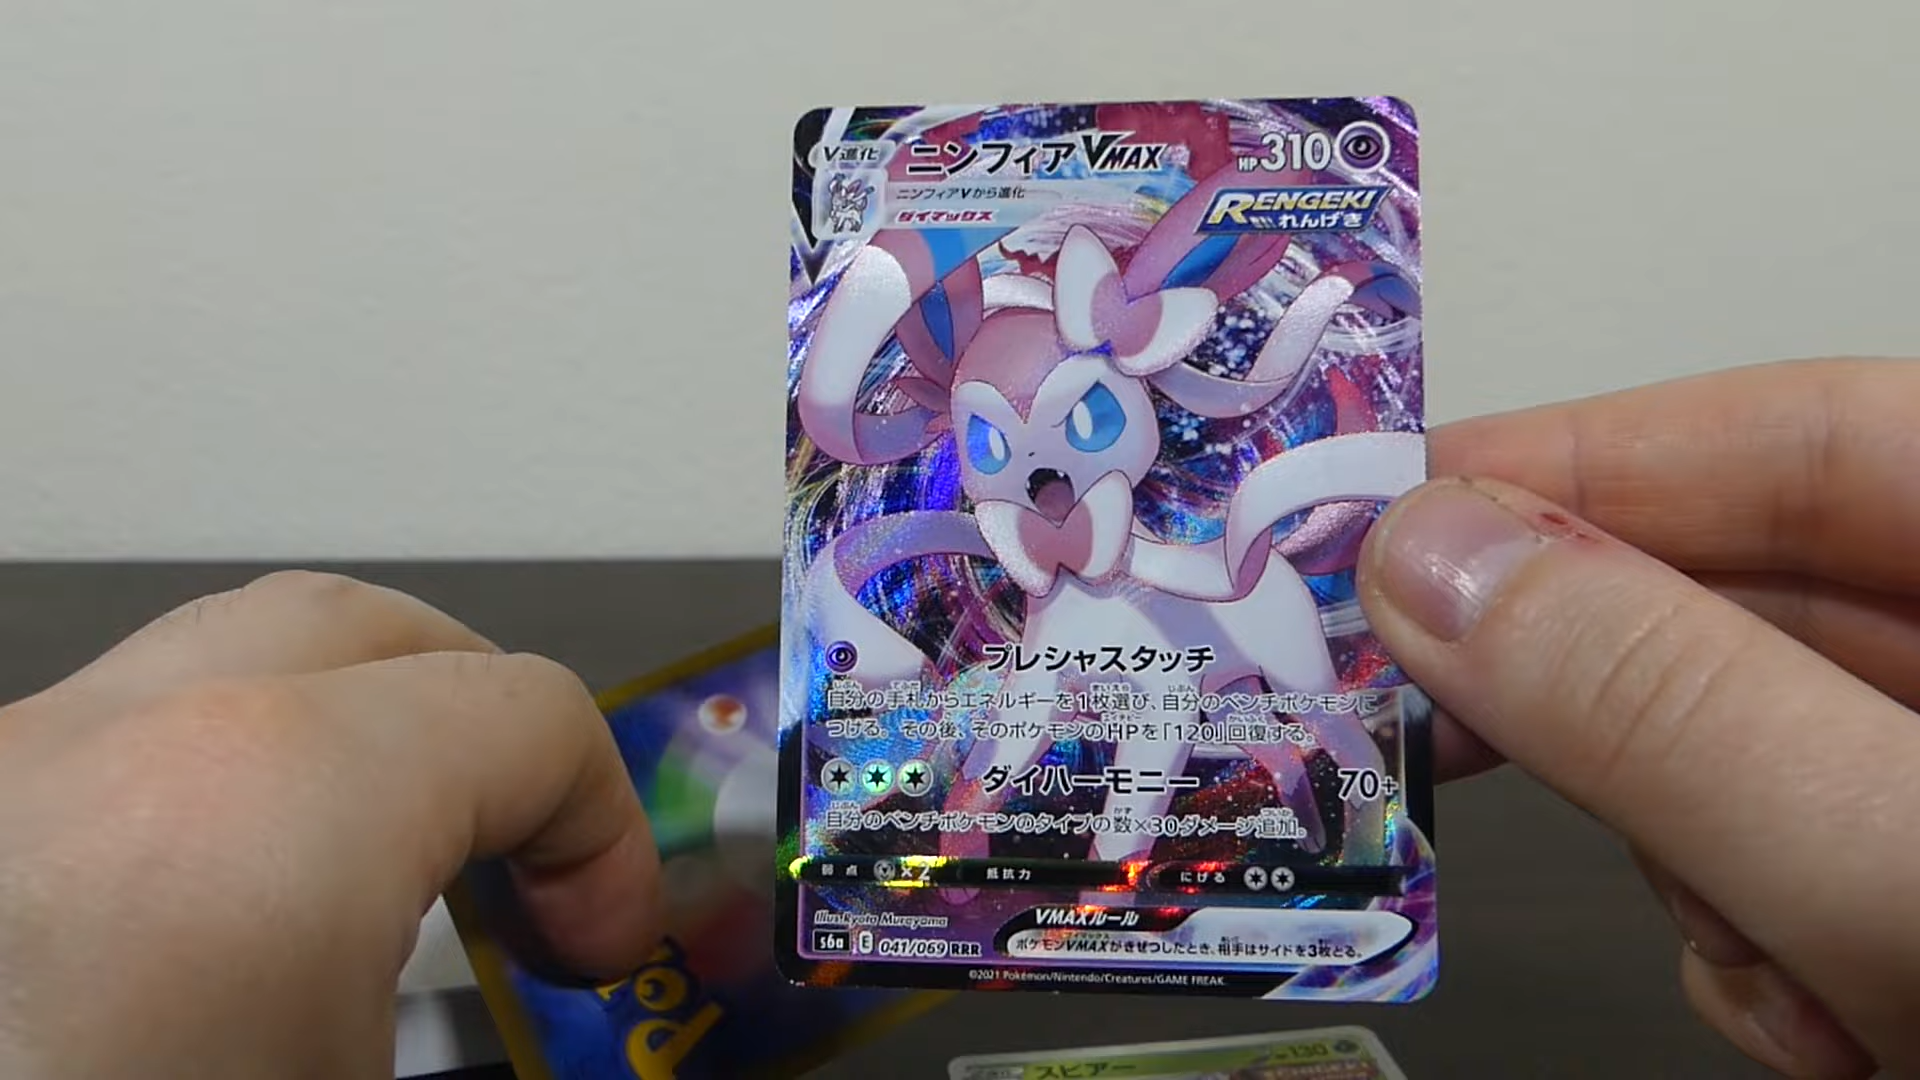 V進化
ニンフィアVMAX
HP310
ニンフィアVから進化
ダイマックス
RENGEKI
れんげき
プレシャスタッチ
自分の手札からエネルギーを1枚選び、自分のベンチポケモンに
つける。その後、そのポケモンのHPを「120」回復する。
ダイハーモニー 70+
自分のベンチポケモンのタイプの数×30ダメージ追加。
弱点 ×2 抵抗力 にげる
Illus. Ryota Murayama
VMAXルール
S6a E 041/069 RRR
ポケモンVMAXがきぜつしたとき、相手はサイドを3枚とる。
©2021 Pokémon/Nintendo/Creatures/GAME FREAK.
スピアー
130